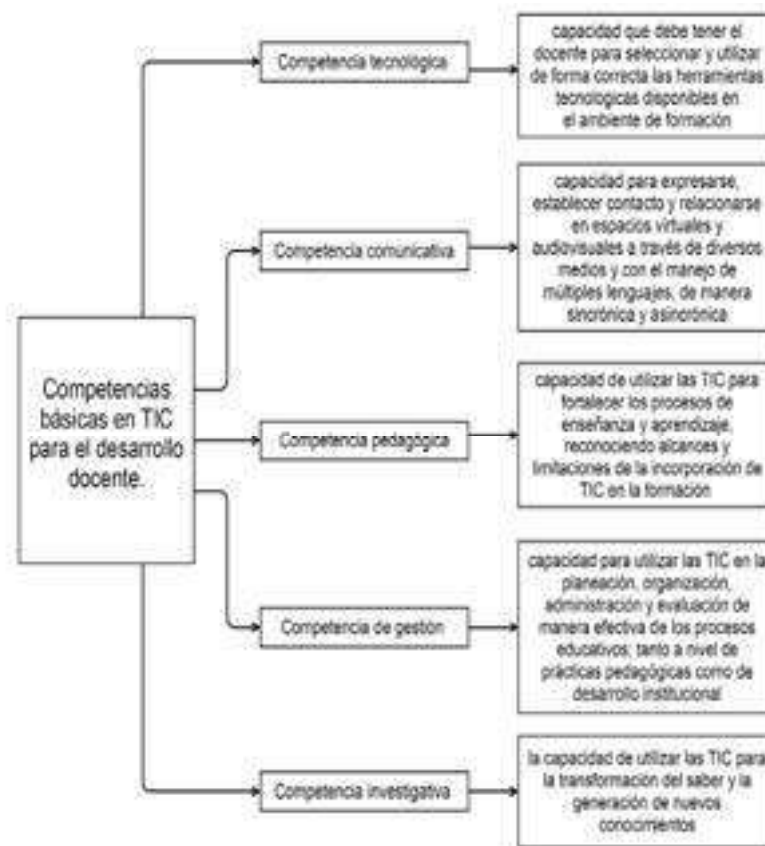 Competencias
básicas en TIC
para el desarrollo
docente.
Competencia tecnológica
capacidad que debe tener el
docente para seleccionar y utilizar
de forma correcta las herramientas
tecnologicas disponibles en
el ambiente de formación
Competencia comunicativa
capacidad para expresarse,
establecer contacto y relacionarse
en espacios virtuales y
audiovisuales a través de diversos
medios y con el manejo de
múltiples lenguajes, de manera
sincrónica y asincrónica
Competencia pedagógica
capacidad de utilizar las TIC para
fortalecer los procesos de
enseñanza y aprendizaje,
reconociendo alcances y
limitaciones de la incorporación de
TIC en la formación
Competencia de gestión
capacidad para utilizar las TIC en la
planeación, organización,
administración y evaluación de
manera efectiva de los procesos
educativos; tanto a nivel de
prácticas pedagógicas como de
desarrollo institucional
Competencia investigativa
la capacidad de utilizar las TIC para
la transformación del saber y la
generación de nuevos
conocimientos